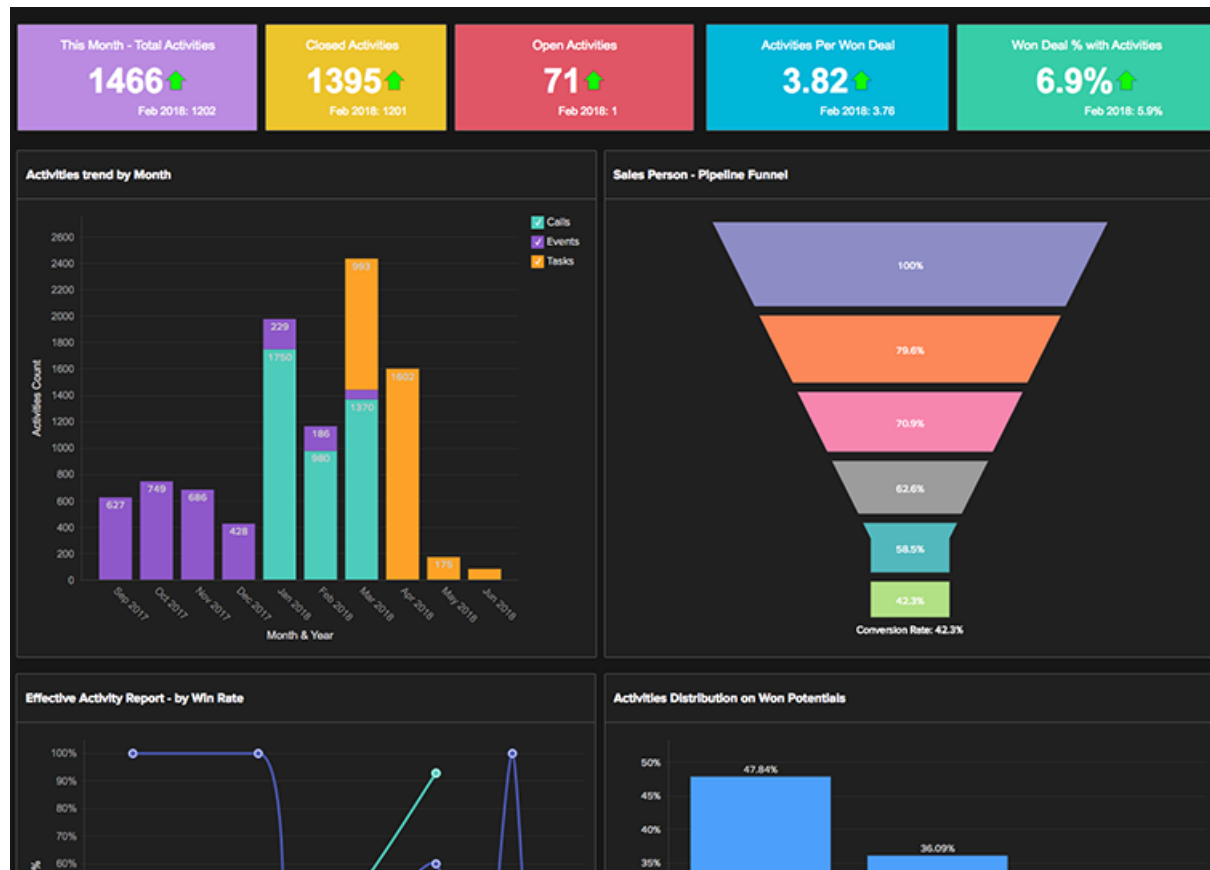 This Month - Total Activities
1466
Feb 2018: 1202
Closed Activities
1395
Feb 2018: 1201
Open Activities
71
Feb 2018: 1
Activities Per Won Deal
3.82
Feb 2018: 3.76
Won Deal % with Activities
6.9%
Feb 2018: 5.9%
Activities trend by Month
Calls
Events
Tasks
2600
2400
2200
2000
1800
1600
1400
1200
1000
800
600
400
200
0
Activities Count
627
749
686
428
229
1750
186
980
993
1370
1602
175
Sep 2017
Oct 2017
Nov 2017
Dec 2017
Jan 2018
Feb 2018
Mar 2018
Apr 2018
May 2018
Jun 2018
Month & Year
Sales Person - Pipeline Funnel
100%
79.6%
70.9%
62.6%
58.5%
42.3%
Conversion Rate: 42.3%
Effective Activity Report - by Win Rate
100%
90%
80%
70%
60%
%
Activities Distribution on Won Potentials
50%
45%
40%
35%
47.84%
36.09%